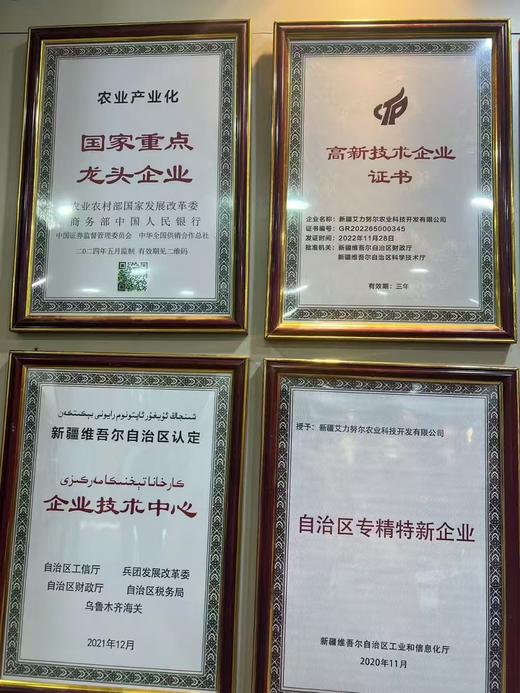 农业产业化
国家重点
龙头企业
农业农村部国家发展改革委
商务部中国人民银行
中国证券监督管理委员会 中华全国供销合作总社
二〇二四年五月监制 有效期见二维码
高新技术企业
证书
企业名称：新疆艾力努尔农业科技开发有限公司
证书编号：GR202265000345
发证时间：2022年11月28日
批准机关：新疆维吾尔自治区财政厅
新疆维吾尔自治区科学技术厅
有效期：三年
شىنجاڭ ئۇيغۇر ئاپتونوم رايونى بېكىتكەن
新疆维吾尔自治区认定
كارخانا تېخنىكا مەركىزى
企业技术中心
自治区工信厅 兵团发展改革委
自治区财政厅 自治区税务局
乌鲁木齐海关
2021年12月
授予：新疆艾力努尔农业科技开发有限公司
自治区专精特新企业
新疆维吾尔自治区工业和信息化厅
2020年11月